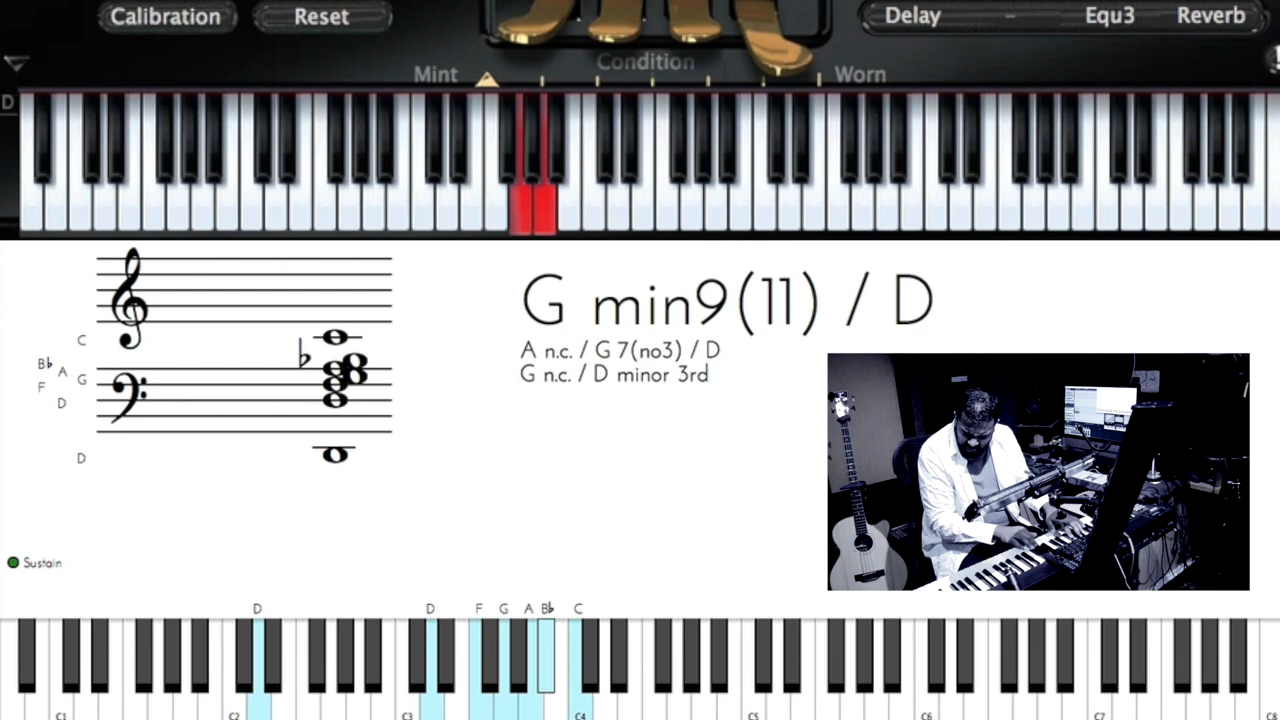 Calibration Reset Delay - Equ3 Reverb
Condition
Mint Worn
D
G min9(11) / D
A n.c. / G 7(no3) / D
G n.c. / D minor 3rd
C
B♭
A
G
F
D
D
Sustain
D D F G A B♭ C
C1 C2 C3 C4 C5 C6 C7 C8